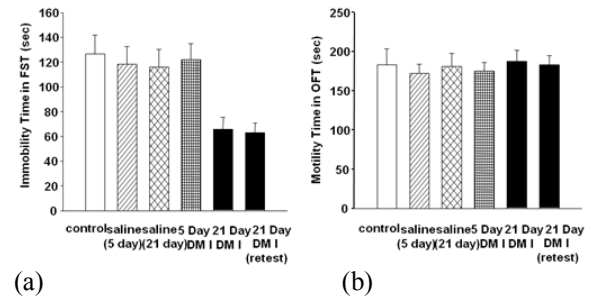 160
140
120
100
80
60
40
20
0
Immobility Time in FST (sec)
control saline saline 5 Day 21 Day 21 Day
(5 day)(21 day)DM I DM I DM I
(retest)
(a)
250
200
150
100
50
0
Motility Time in OFT (sec)
control saline saline 5 Day 21 Day 21 Day
(5 day)(21 day)DM I DM I DM I
(retest)
(b)